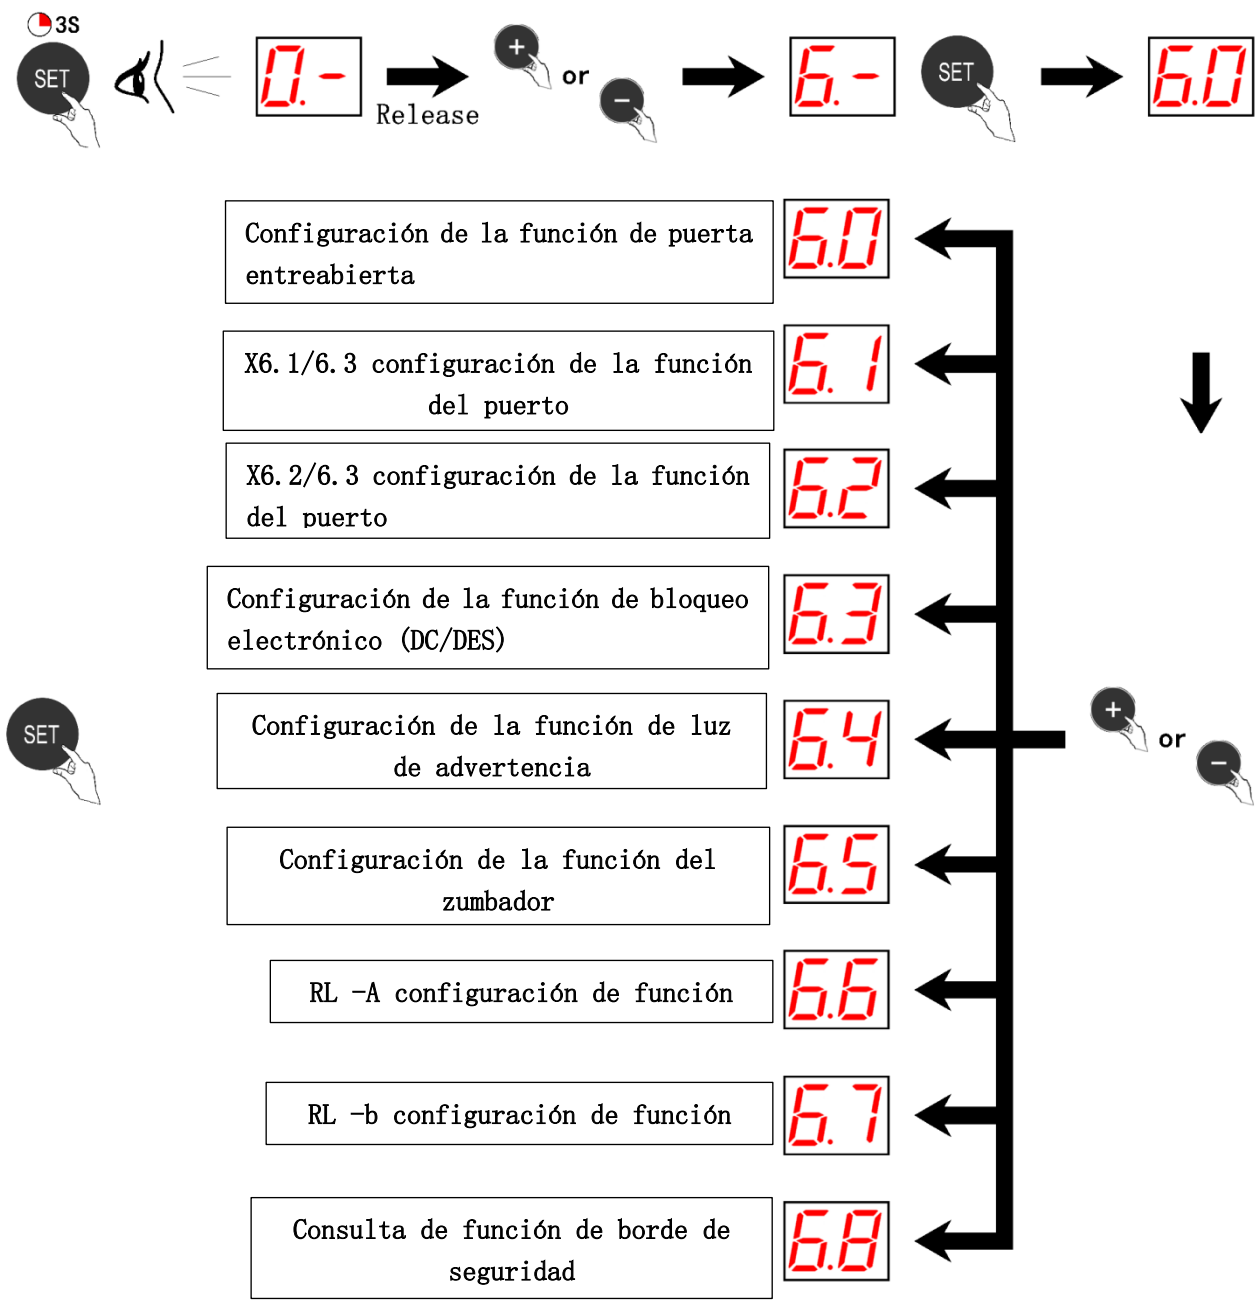 3S
SET
0.-
Release
+
or
-
6.-
SET
6.0
Configuración de la función de puerta
entreabierta
6.0
X6.1/6.3 configuración de la función
del puerto
6.1
X6.2/6.3 configuración de la función
del puerto
6.2
Configuración de la función de bloqueo
electrónico (DC/DES)
6.3
SET
Configuración de la función de luz
de advertencia
6.4
+
or
-
Configuración de la función del
zumbador
6.5
RL -A configuración de función
6.6
RL -b configuración de función
6.7
Consulta de función de borde de
seguridad
6.8